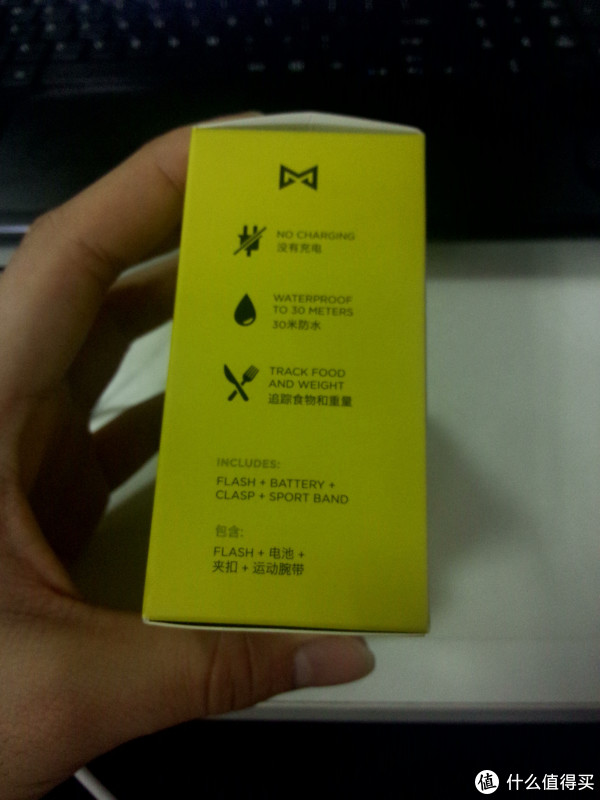 NO CHARGING
没有充电
WATERPROOF
TO 30 METERS
30米防水
TRACK FOOD
AND WEIGHT
追踪食物和重量
INCLUDES:
FLASH + BATTERY +
CLASP + SPORT BAND
包含:
FLASH + 电池 +
夹扣 + 运动腕带
值 什么值得买